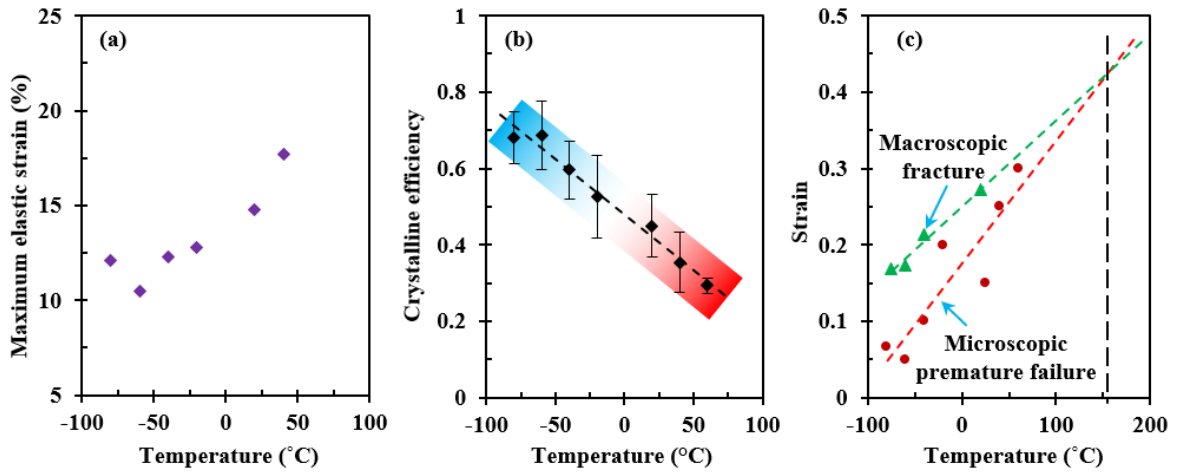 (a)
Maximum elastic strain (%)
25
20
15
10
5
-100
-50
0
50
100
Temperature (˚C)
(b)
Crystalline efficiency
1
0.8
0.6
0.4
0.2
0
-100
-50
0
50
100
Temperature (°C)
(c)
Strain
0.5
0.4
0.3
0.2
0.1
0
Macroscopic
fracture
Microscopic
premature failure
-100
0
100
200
Temperature (˚C)